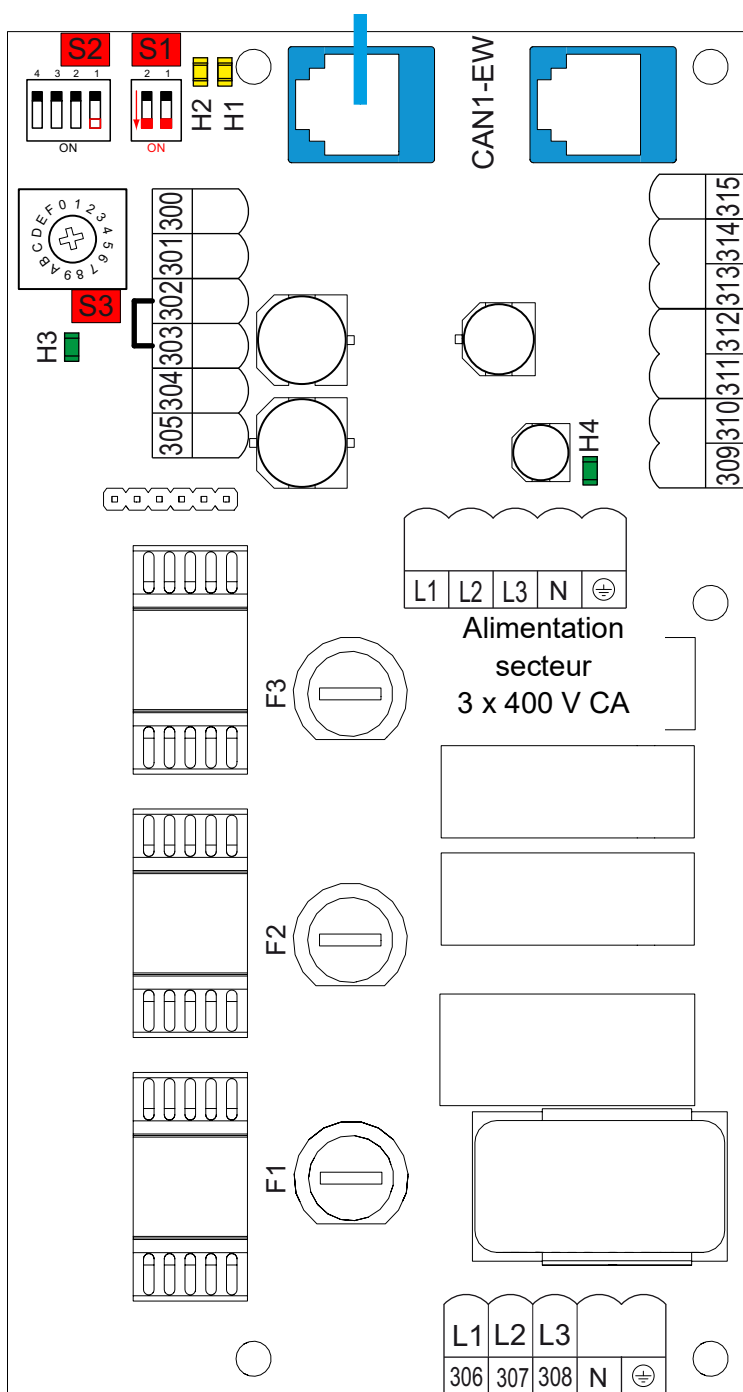 S2 S1
4 3 2 1
2 1
ON
ON
H2
H1
CAN1-EW
0 1 2 3 4 5 6 7 8 9 A B C D E F
S3
H3
300
301
302
303
304
305
315
314
313
312
311
310
309
H4
L1 L2 L3 N
Alimentation
secteur
3 x 400 V CA
F3
F2
F1
L1 L2 L3
306 307 308 N